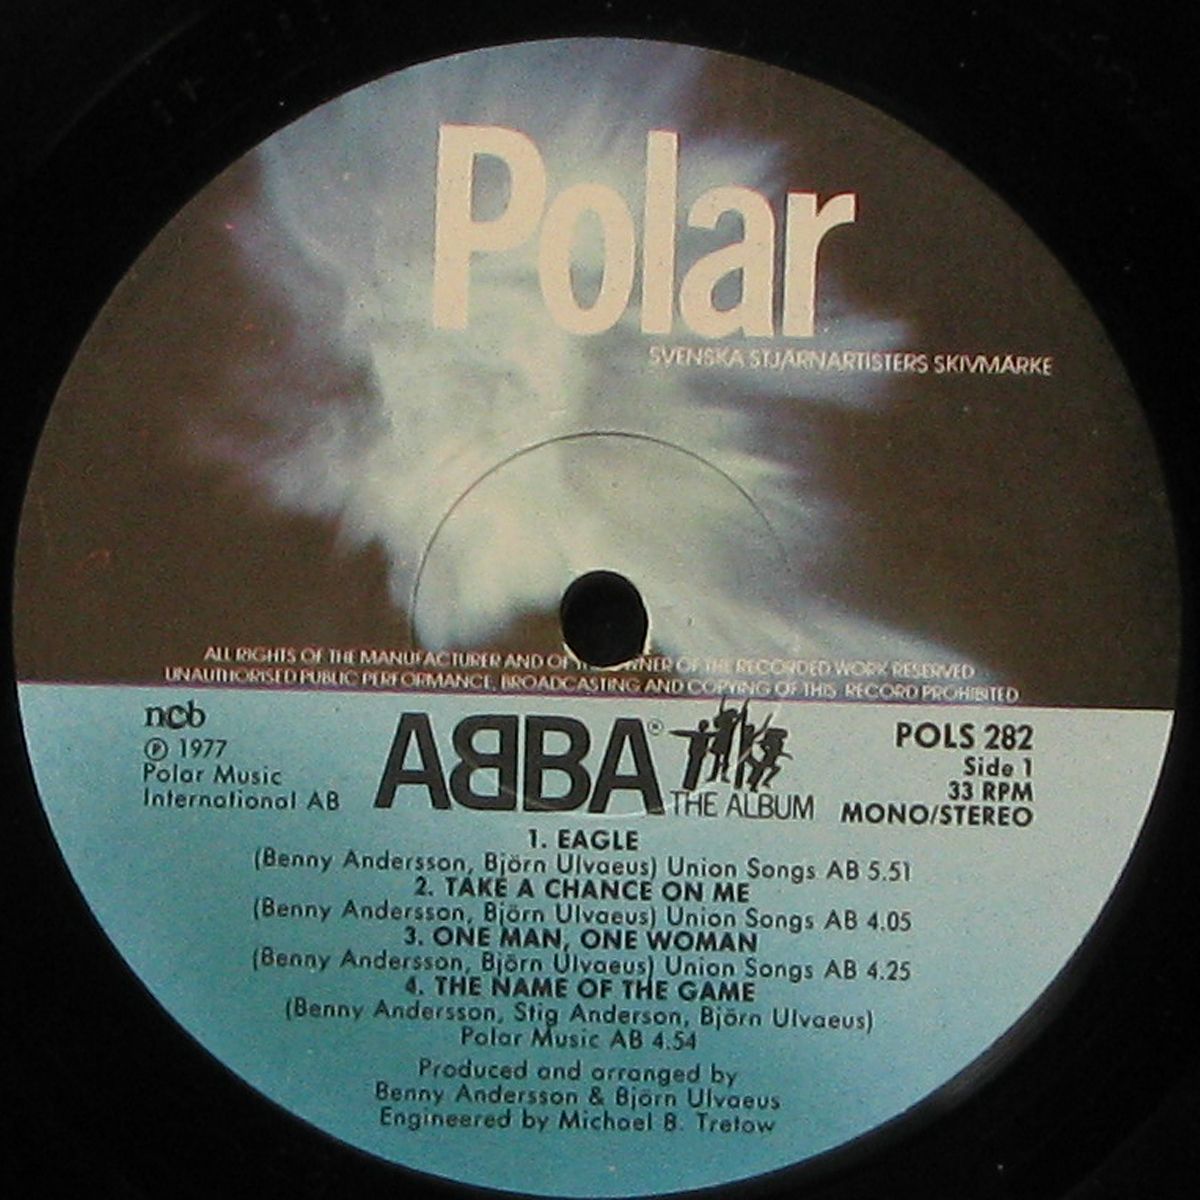 Polar
SVENSKA STJÄRNARTISTERS SKIVMÄRKE
ALL RIGHTS OF THE MANUFACTURER AND OF THE OWNER OF THE RECORDED WORK RESERVED
UNAUTHORISED PUBLIC PERFORMANCE, BROADCASTING AND COPYING OF THIS RECORD PROHIBITED
ncb
℗ 1977
Polar Music
International AB
ABBA®
THE ALBUM
POLS 282
Side 1
33 RPM
MONO/STEREO
1. EAGLE
(Benny Andersson, Björn Ulvaeus) Union Songs AB 5.51
2. TAKE A CHANCE ON ME
(Benny Andersson, Björn Ulvaeus) Union Songs AB 4.05
3. ONE MAN, ONE WOMAN
(Benny Andersson, Björn Ulvaeus) Union Songs AB 4.25
4. THE NAME OF THE GAME
(Benny Andersson, Stig Anderson, Björn Ulvaeus)
Polar Music AB 4.54
Produced and arranged by
Benny Andersson & Björn Ulvaeus
Engineered by Michael B. Tretow